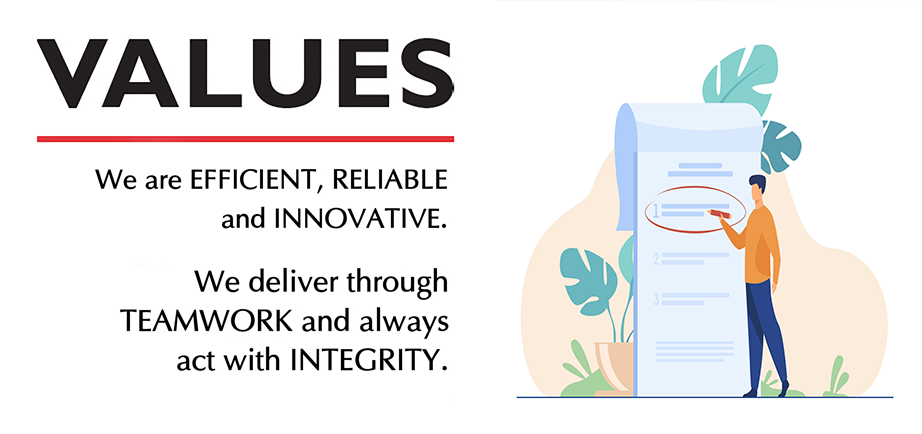 VALUES
We are EFFICIENT, RELIABLE
and INNOVATIVE.
We deliver through
TEAMWORK and always
act with INTEGRITY.
1
2
3